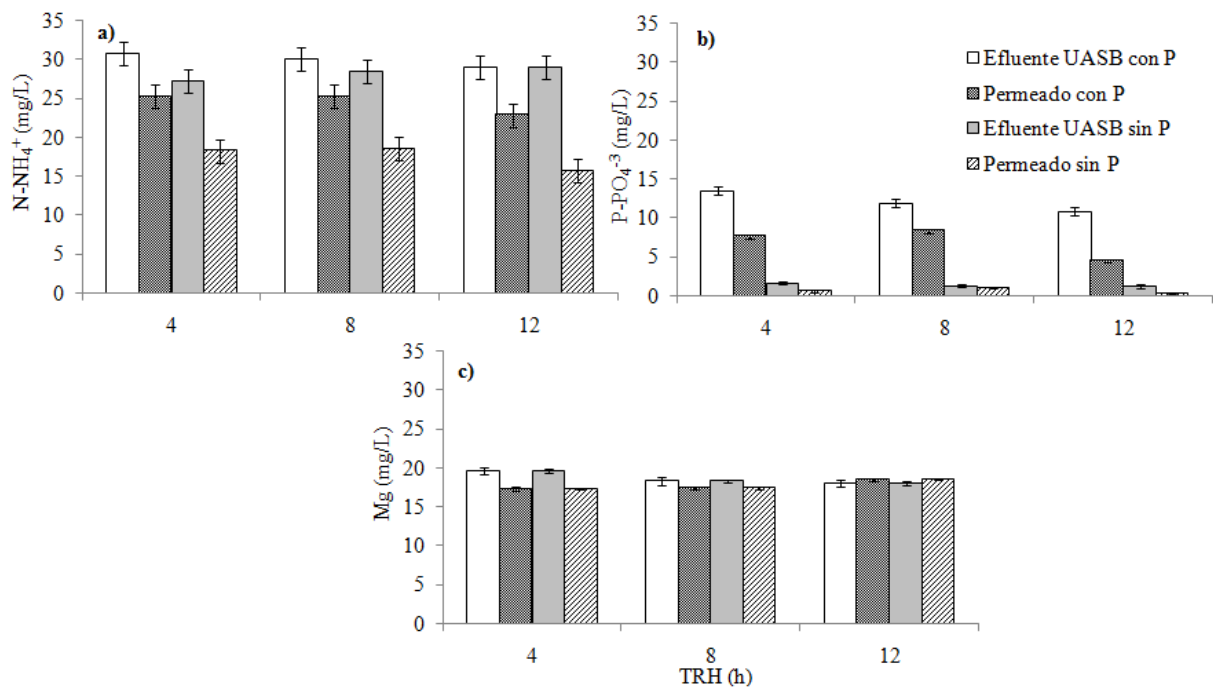 a)
N-NH₄⁺ (mg/L)
35
30
25
20
15
10
5
0
4 8 12
b)
P-PO₄⁻³ (mg/L)
35
30
25
20
15
10
5
0
4 8 12
Efluente UASB con P
Permeado con P
Efluente UASB sin P
Permeado sin P
c)
Mg (mg/L)
35
30
25
20
15
10
5
0
4 8 12
TRH (h)